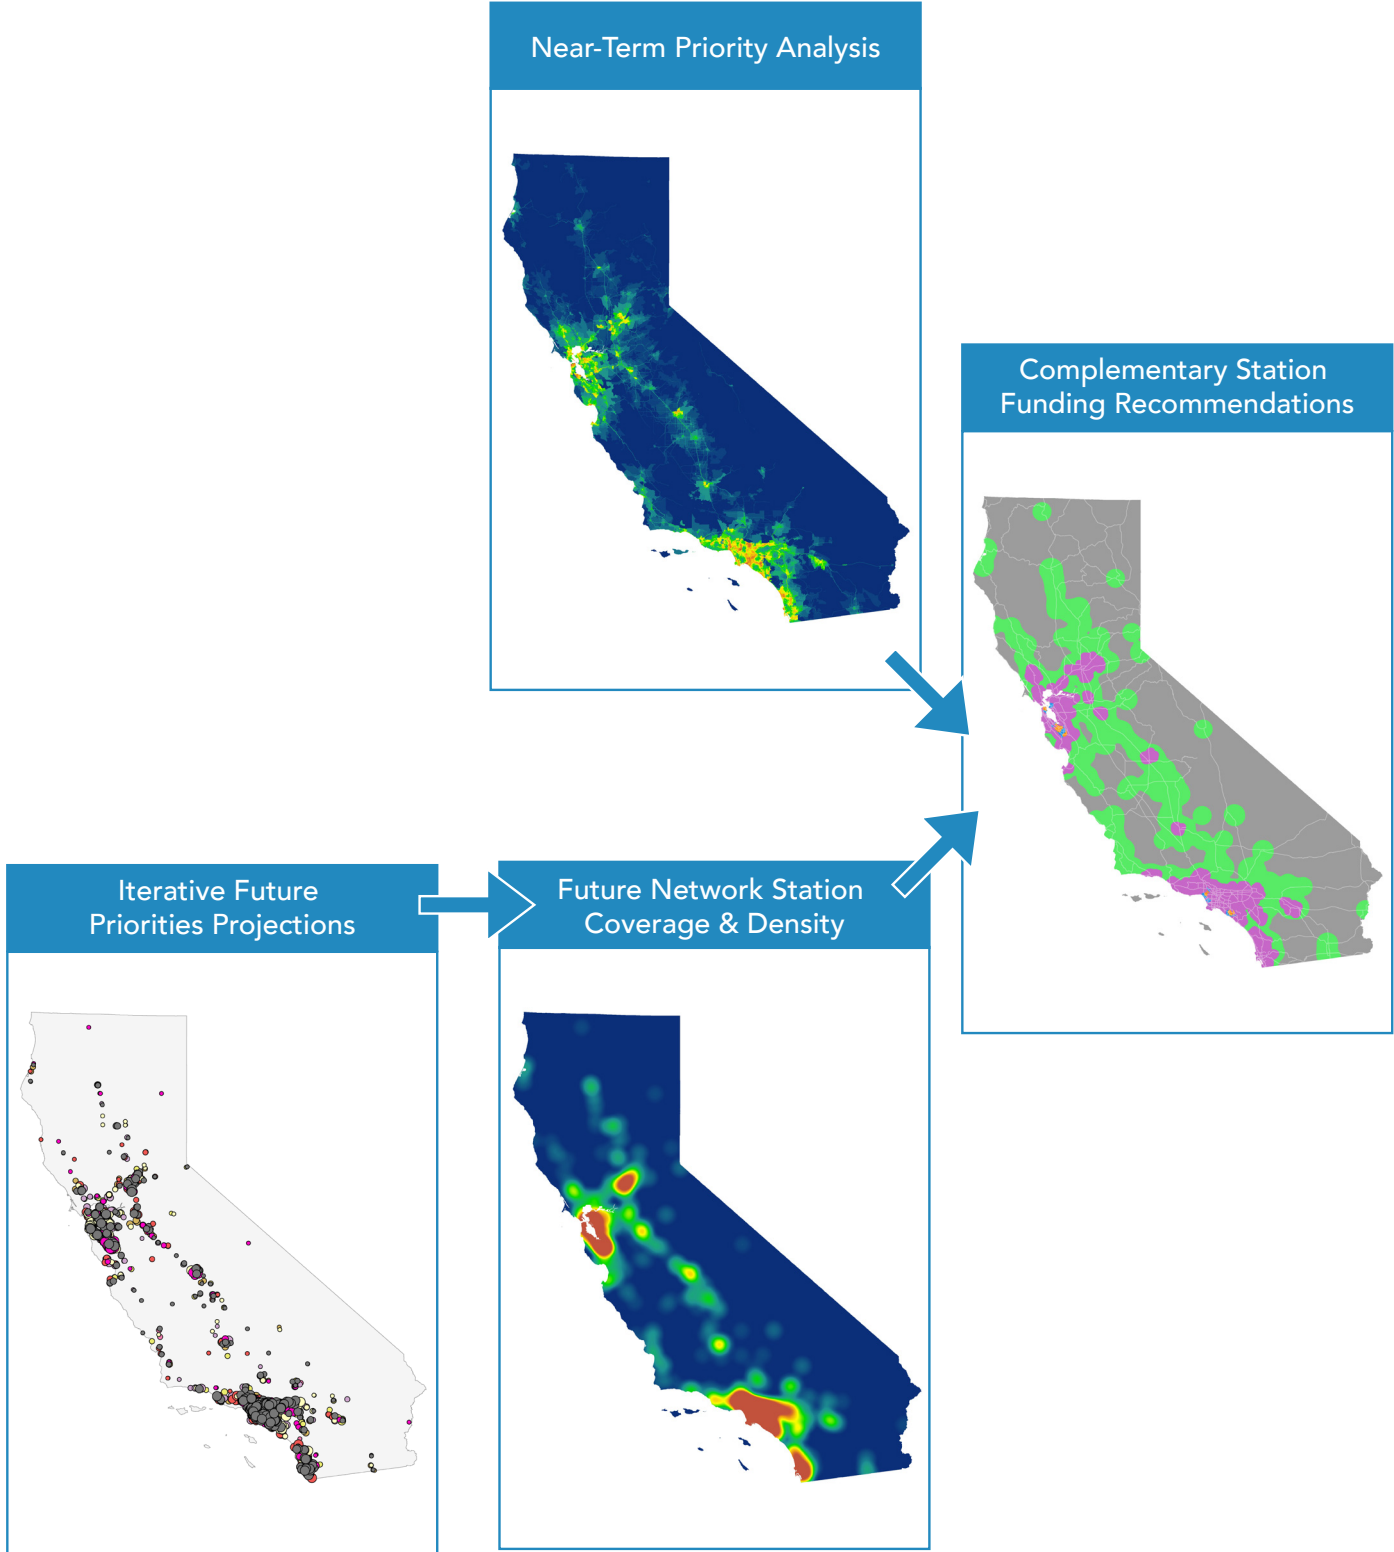 Near-Term Priority Analysis
Complementary Station
Funding Recommendations
Iterative Future
Priorities Projections
Future Network Station
Coverage & Density